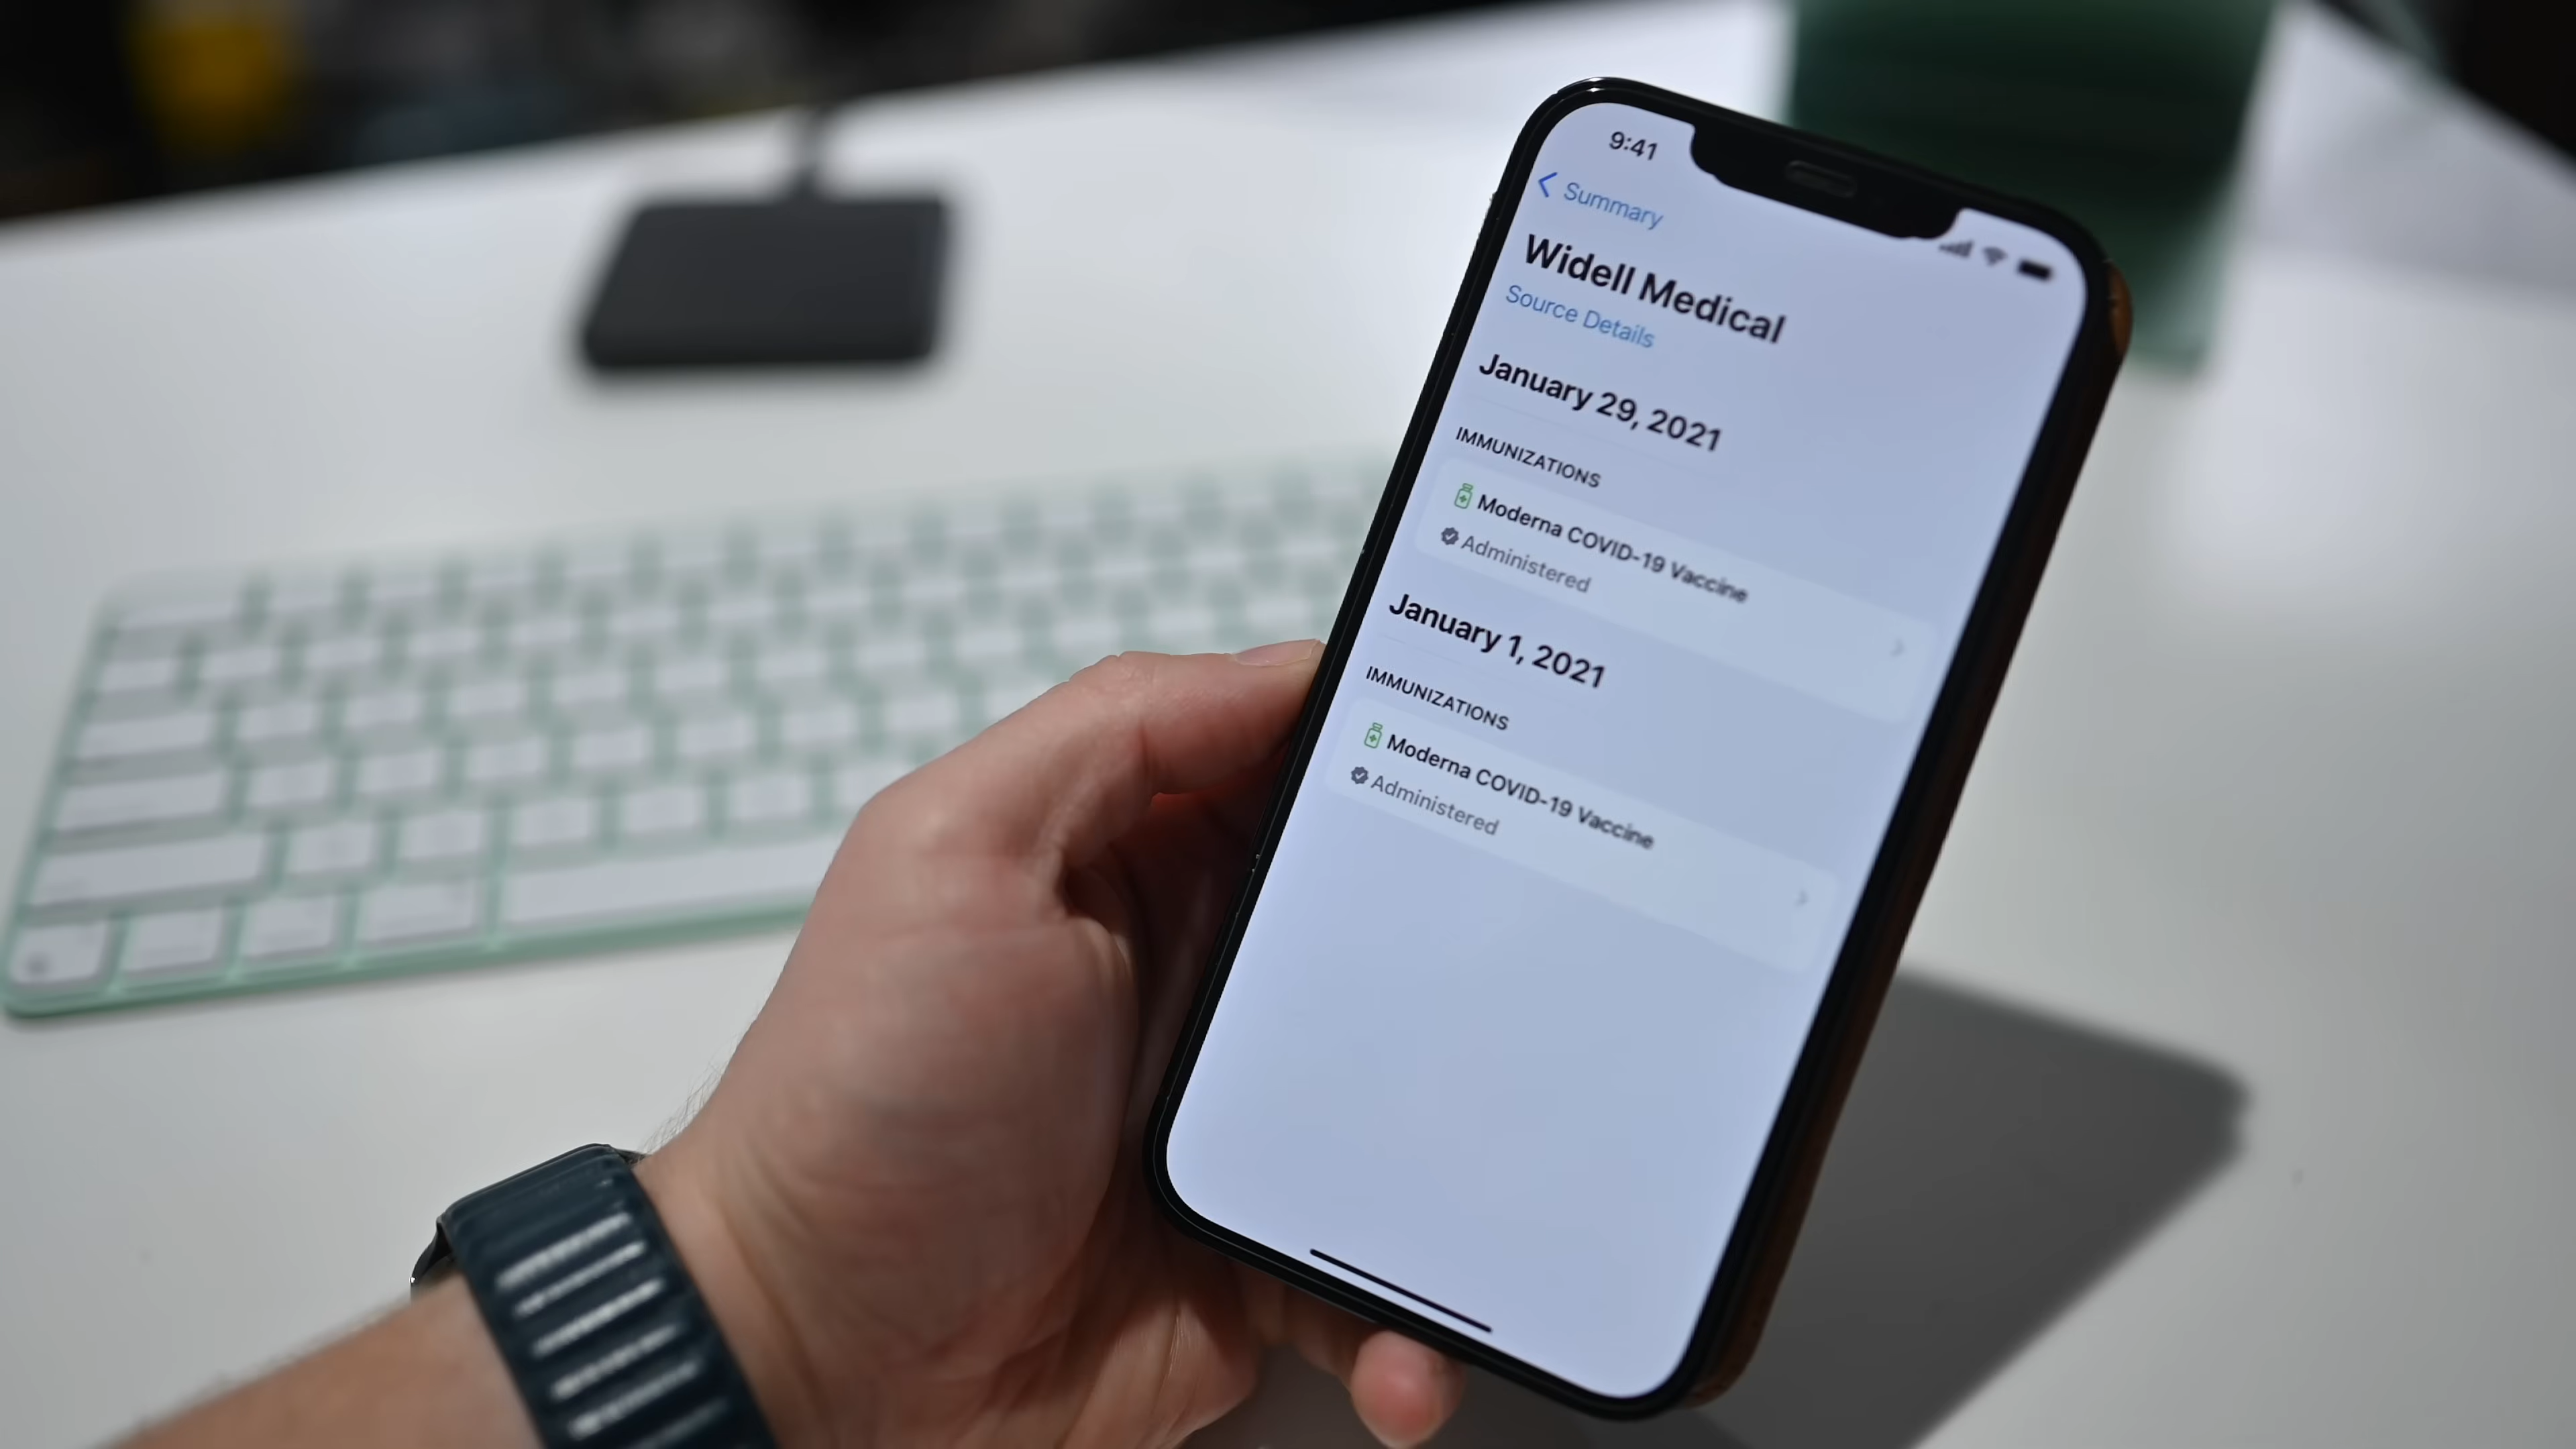 9:41
Summary
Widell Medical
Source Details
January 29, 2021
IMMUNIZATIONS
Moderna COVID-19 Vaccine
Administered
January 1, 2021
IMMUNIZATIONS
Moderna COVID-19 Vaccine
Administered